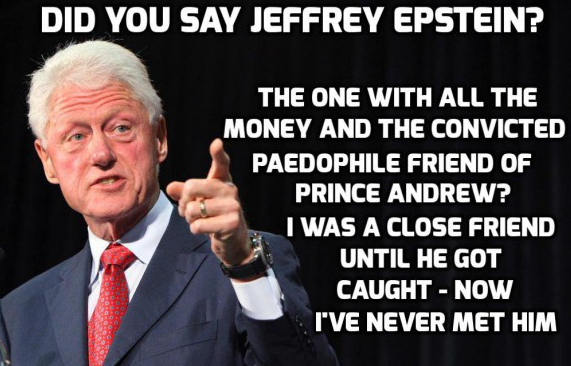 DID YOU SAY JEFFREY EPSTEIN?
THE ONE WITH ALL THE
MONEY AND THE CONVICTED
PAEDOPHILE FRIEND OF
PRINCE ANDREW?
I WAS A CLOSE FRIEND
UNTIL HE GOT
CAUGHT - NOW
I'VE NEVER MET HIM